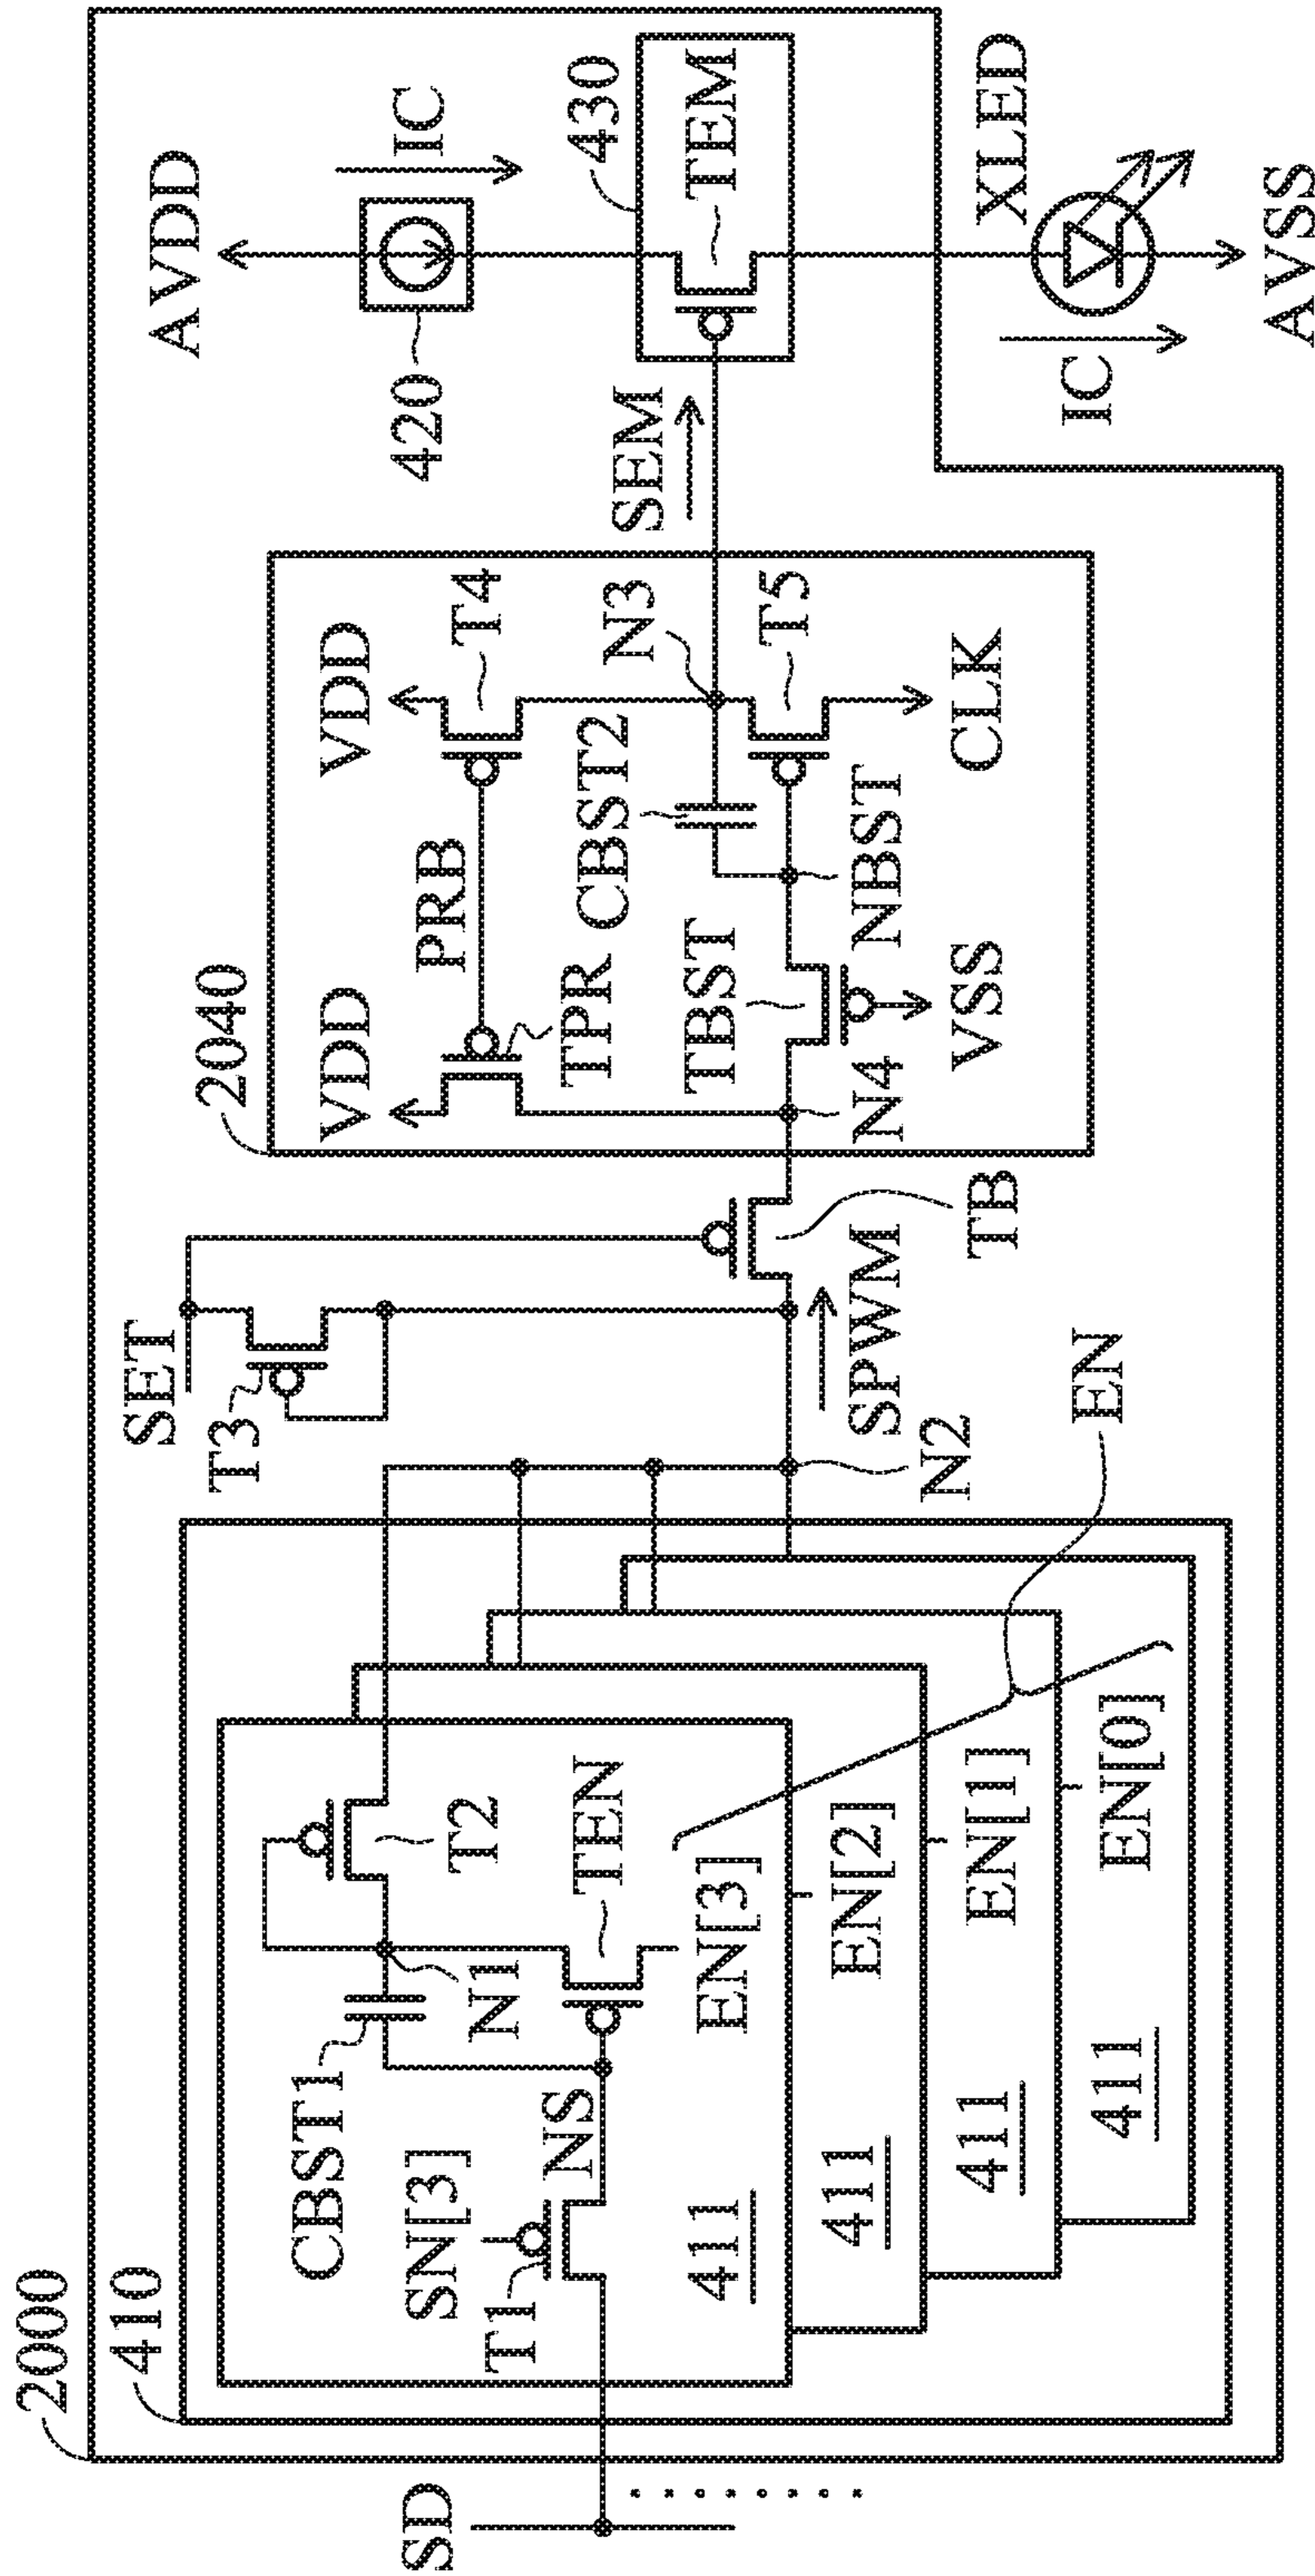 2000
410
SD
CBST1
SN[3]
T1
NS
N1
T2
TEN
EN[3]
411
EN[2]
411
EN[1]
411
EN[0]
411
EN
N2
SET
T3
SPWM
TB
2040
VDD
PRB
VDD
T4
TPR
CBST2
N3
TBST
N4
VSS
NBST
T5
CLK
SEM
AVDD
420
IC
430
TEM
XLED
IC
AVSS